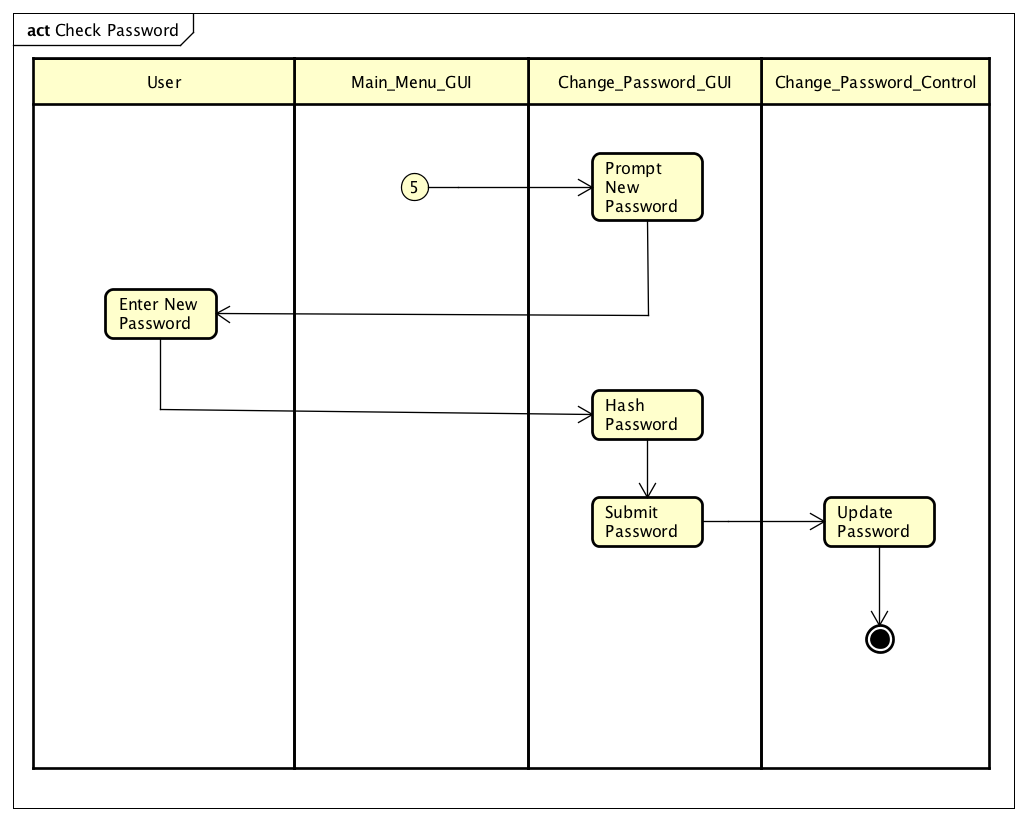 act Check Password
User
Main_Menu_GUI
Change_Password_GUI
Change_Password_Control
5
Prompt
New
Password
Enter New
Password
Hash
Password
Submit
Password
Update
Password